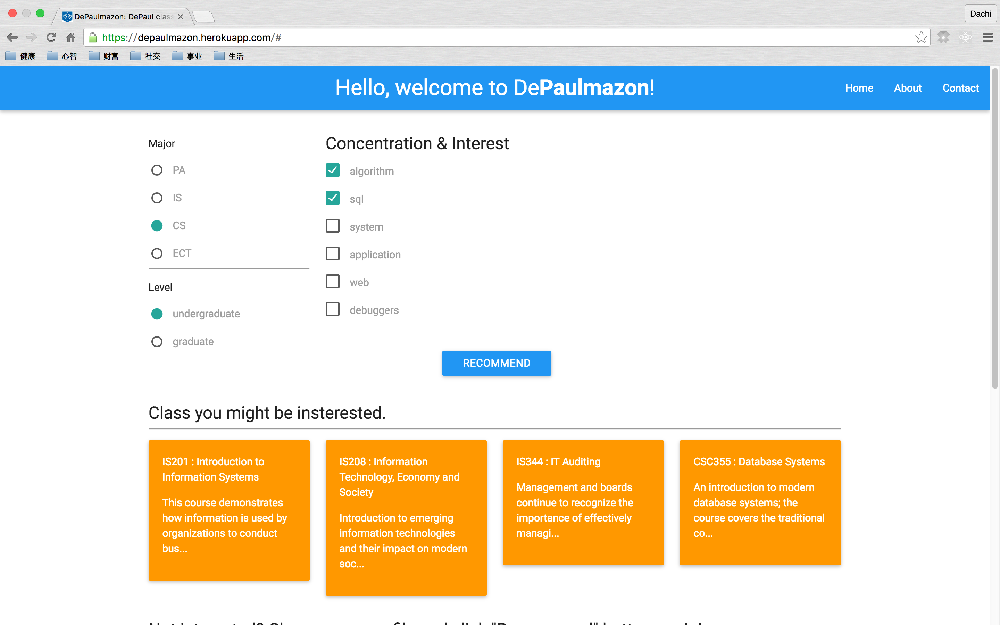 DePaulmazon: DePaul clas
Dachi
https://depaulmazon.herokuapp.com/#
健康 心智 财富 社交 事业 生活
Hello, welcome to DePaulmazon!
Home About Contact
Major
PA
IS
CS
ECT
Level
undergraduate
graduate
Concentration & Interest
algorithm
sql
system
application
web
debuggers
RECOMMEND
Class you might be insterested.
IS201 : Introduction to
Information Systems
This course demonstrates
how information is used by
organizations to conduct
bus...
IS208 : Information
Technology, Economy and
Society
Introduction to emerging
information technologies
and their impact on modern
soc...
IS344 : IT Auditing
Management and boards
continue to recognize the
importance of effectively
managi...
CSC355 : Database Systems
An introduction to modern
database systems; the
course covers the traditional
co...